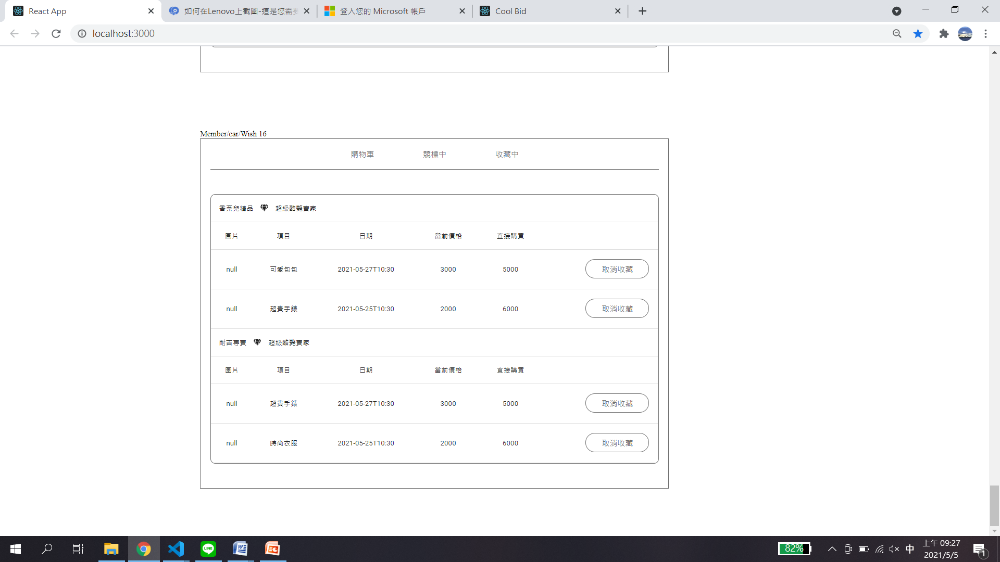 React App
如何在Lenovo上截圖-這是您需要
登入您的 Microsoft 帳戶
Cool Bid
localhost:3000
Member/car/Wish 16
購物車 競標中 收藏中
香奈兒精品 超級酷斃賣家
圖片 項目 日期 當前價格 直接購買
null 可愛包包 2021-05-27T10:30 3000 5000 取消收藏
null 超貴手錶 2021-05-25T10:30 2000 6000 取消收藏
耐吉專賣 超級酷斃賣家
圖片 項目 日期 當前價格 直接購買
null 超貴手錶 2021-05-27T10:30 3000 5000 取消收藏
null 時尚衣服 2021-05-25T10:30 2000 6000 取消收藏
82%
中
上午 09:27
2021/5/5
1
LINE